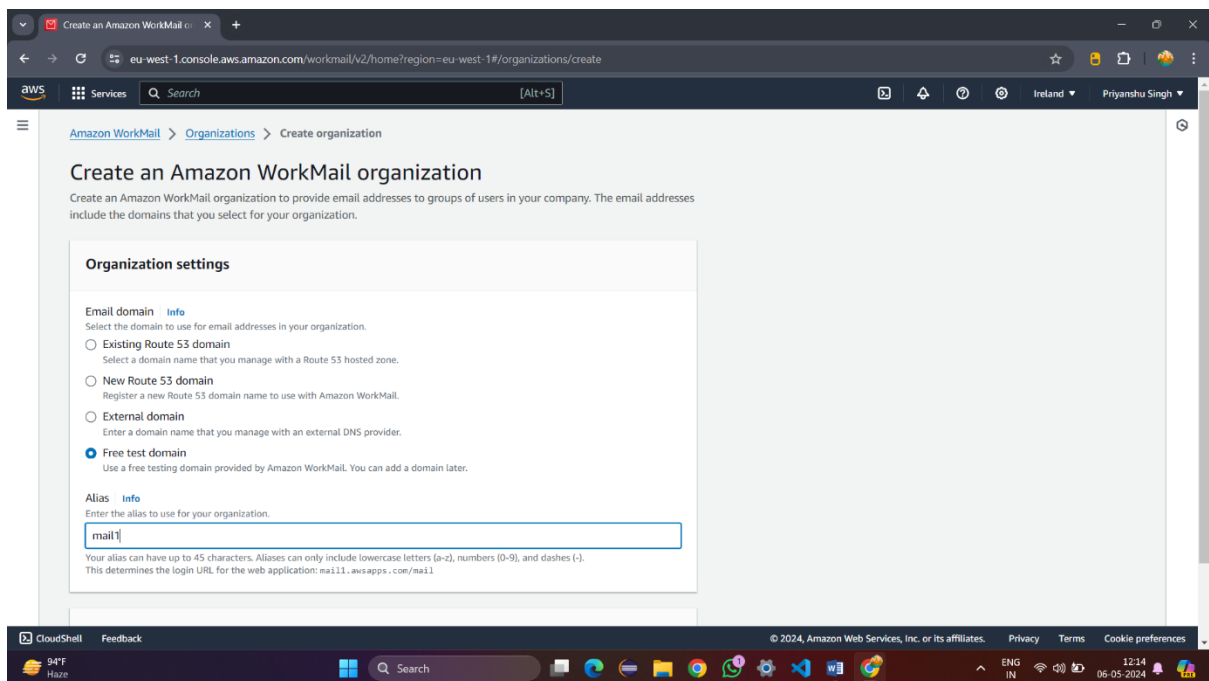 Create an Amazon WorkMail o
eu-west-1.console.aws.amazon.com/workmail/v2/home?region=eu-west-1#/organizations/create
aws
Services
Search
[Alt+S]
Ireland
Priyanshu Singh
Amazon WorkMail > Organizations > Create organization
Create an Amazon WorkMail organization
Create an Amazon WorkMail organization to provide email addresses to groups of users in your company. The email addresses
include the domains that you select for your organization.
Organization settings
Email domain Info
Select the domain to use for email addresses in your organization.
Existing Route 53 domain
Select a domain name that you manage with a Route 53 hosted zone.
New Route 53 domain
Register a new Route 53 domain name to use with Amazon WorkMail.
External domain
Enter a domain name that you manage with an external DNS provider.
Free test domain
Use a free testing domain provided by Amazon WorkMail. You can add a domain later.
Alias Info
Enter the alias to use for your organization.
mail1
Your alias can have up to 45 characters. Aliases can only include lowercase letters (a-z), numbers (0-9), and dashes (-).
This determines the login URL for the web application: mail1.awsapps.com/mail
CloudShell Feedback
© 2024, Amazon Web Services, Inc. or its affiliates.
Privacy Terms Cookie preferences
94°F
Haze
Search
ENG
IN
12:14
06-05-2024